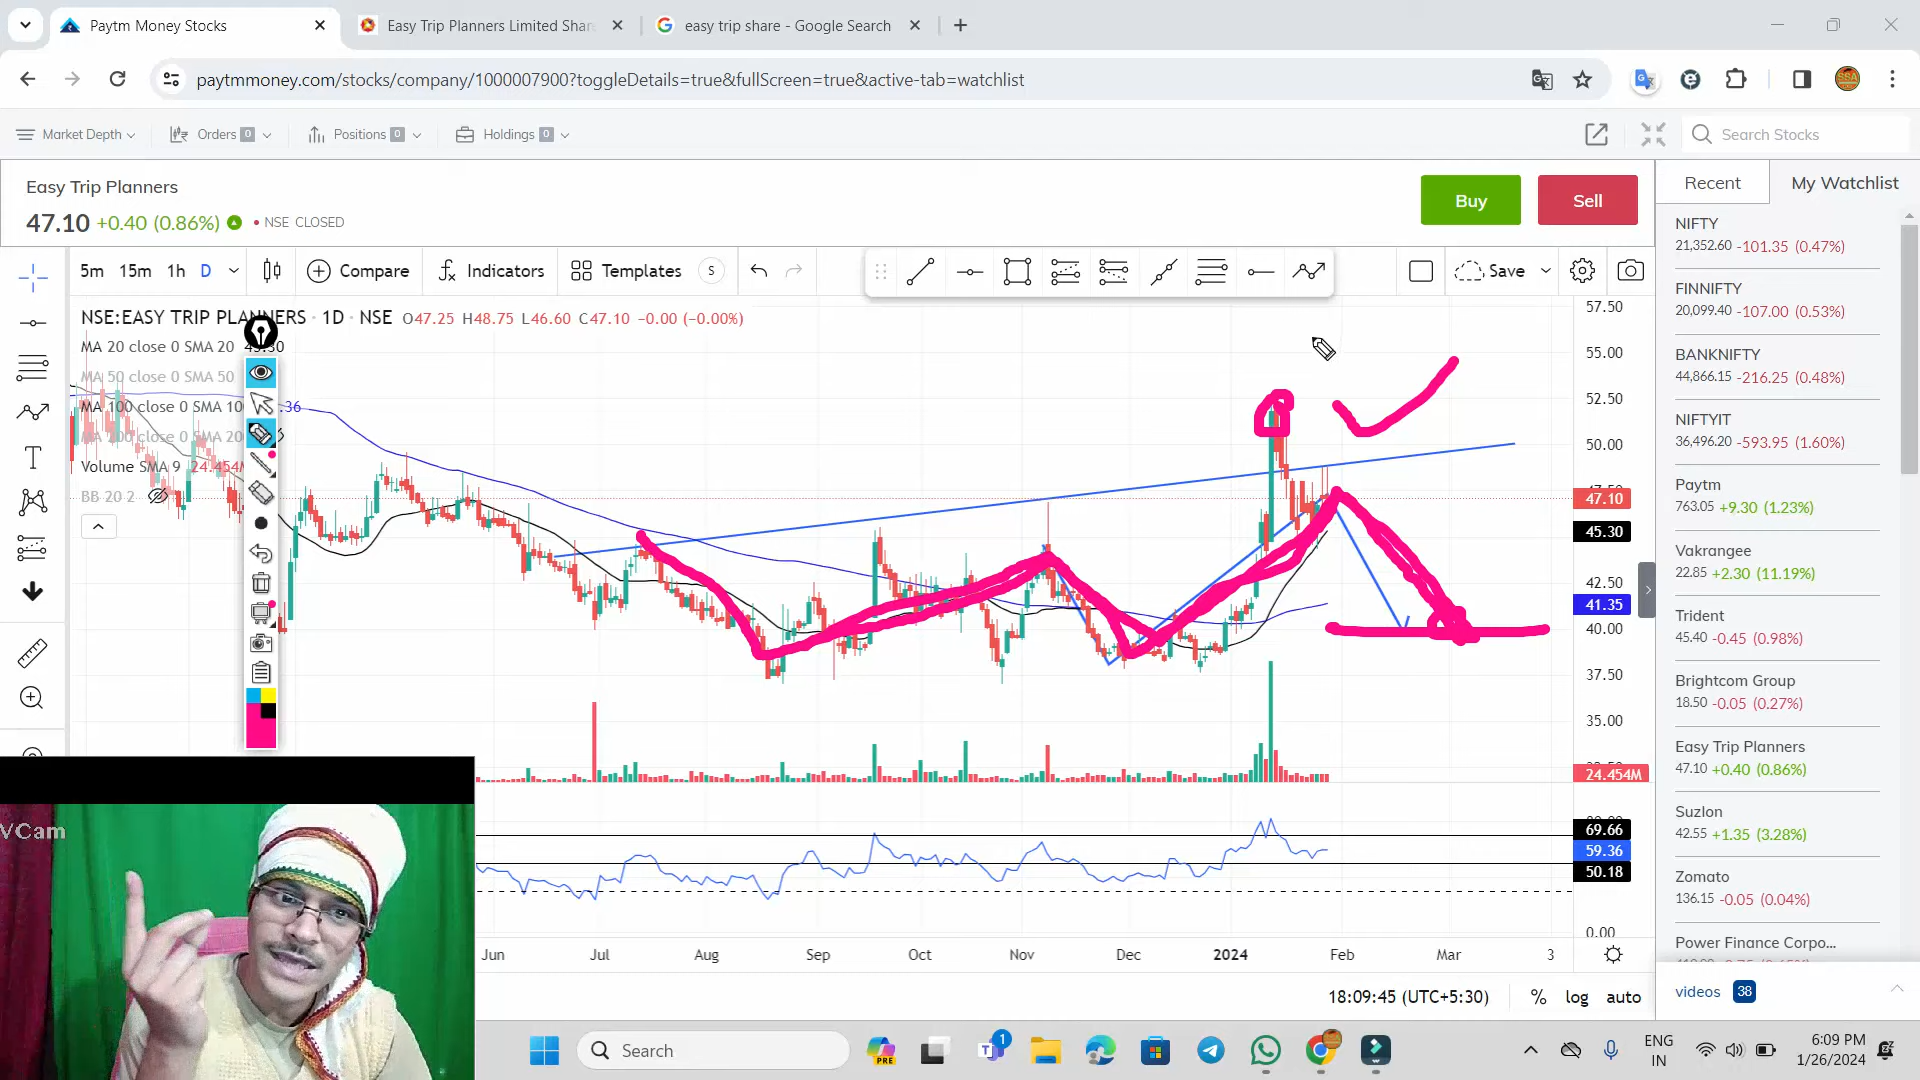 Paytm Money Stocks
Easy Trip Planners Limited Shar
easy trip share - Google Search
paytmmoney.com/stocks/company/1000007900?toggleDetails=true&fullScreen=true&active-tab=watchlist
Market Depth
Orders 0
Positions 0
Holdings 0
Search Stocks
Easy Trip Planners
47.10 +0.40 (0.86%)
NSE CLOSED
Buy
Sell
Recent
My Watchlist
5m 15m 1h D
Compare
Indicators
Templates
S
Save
NSE:EASY TRIP PLANNERS · 1D · NSE O47.25 H48.75 L46.60 C47.10 -0.00 (-0.00%)
MA 20 close 0 SMA 20
MA 50 close 0 SMA 50
MA 100 close 0 SMA
MA 200 close 0 SMA
Volume SMA 9 24.454M
BB 20 2
57.50
55.00
52.50
50.00
47.10
45.30
42.50
41.35
40.00
37.50
35.00
24.454M
69.66
59.36
50.18
0.00
Jun Jul Aug Sep Oct Nov Dec 2024 Feb Mar 3
18:09:45 (UTC+5:30)
% log auto
NIFTY
21,352.60 -101.35 (0.47%)
FINNIFTY
20,099.40 -107.00 (0.53%)
BANKNIFTY
44,866.15 -216.25 (0.48%)
NIFTYIT
36,496.20 -593.95 (1.60%)
Paytm
763.05 +9.30 (1.23%)
Vakrangee
22.85 +2.30 (11.19%)
Trident
45.40 -0.45 (0.98%)
Brightcom Group
18.50 -0.05 (0.27%)
Easy Trip Planners
47.10 +0.40 (0.86%)
Suzlon
42.55 +1.35 (3.28%)
Zomato
136.15 -0.05 (0.04%)
Power Finance Corpo...
videos 38
VCam
Search
PRE
1
ENG
IN
6:09 PM
1/26/2024